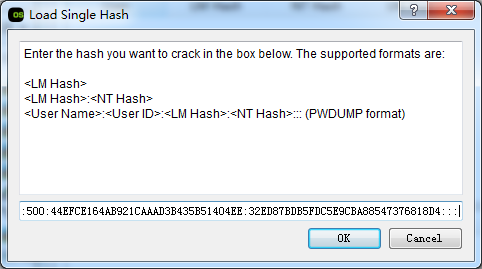 Load Single Hash
Enter the hash you want to crack in the box below. The supported formats are:
<LM Hash>
<LM Hash>:<NT Hash>
<User Name>:<User ID>:<LM Hash>:<NT Hash>::: (PWDUMP format)
:500:44EFCE164AB921CAAAD3B435B51404EE:32ED87BDB5FDC5E9CBA88547376818D4:::
OK
Cancel